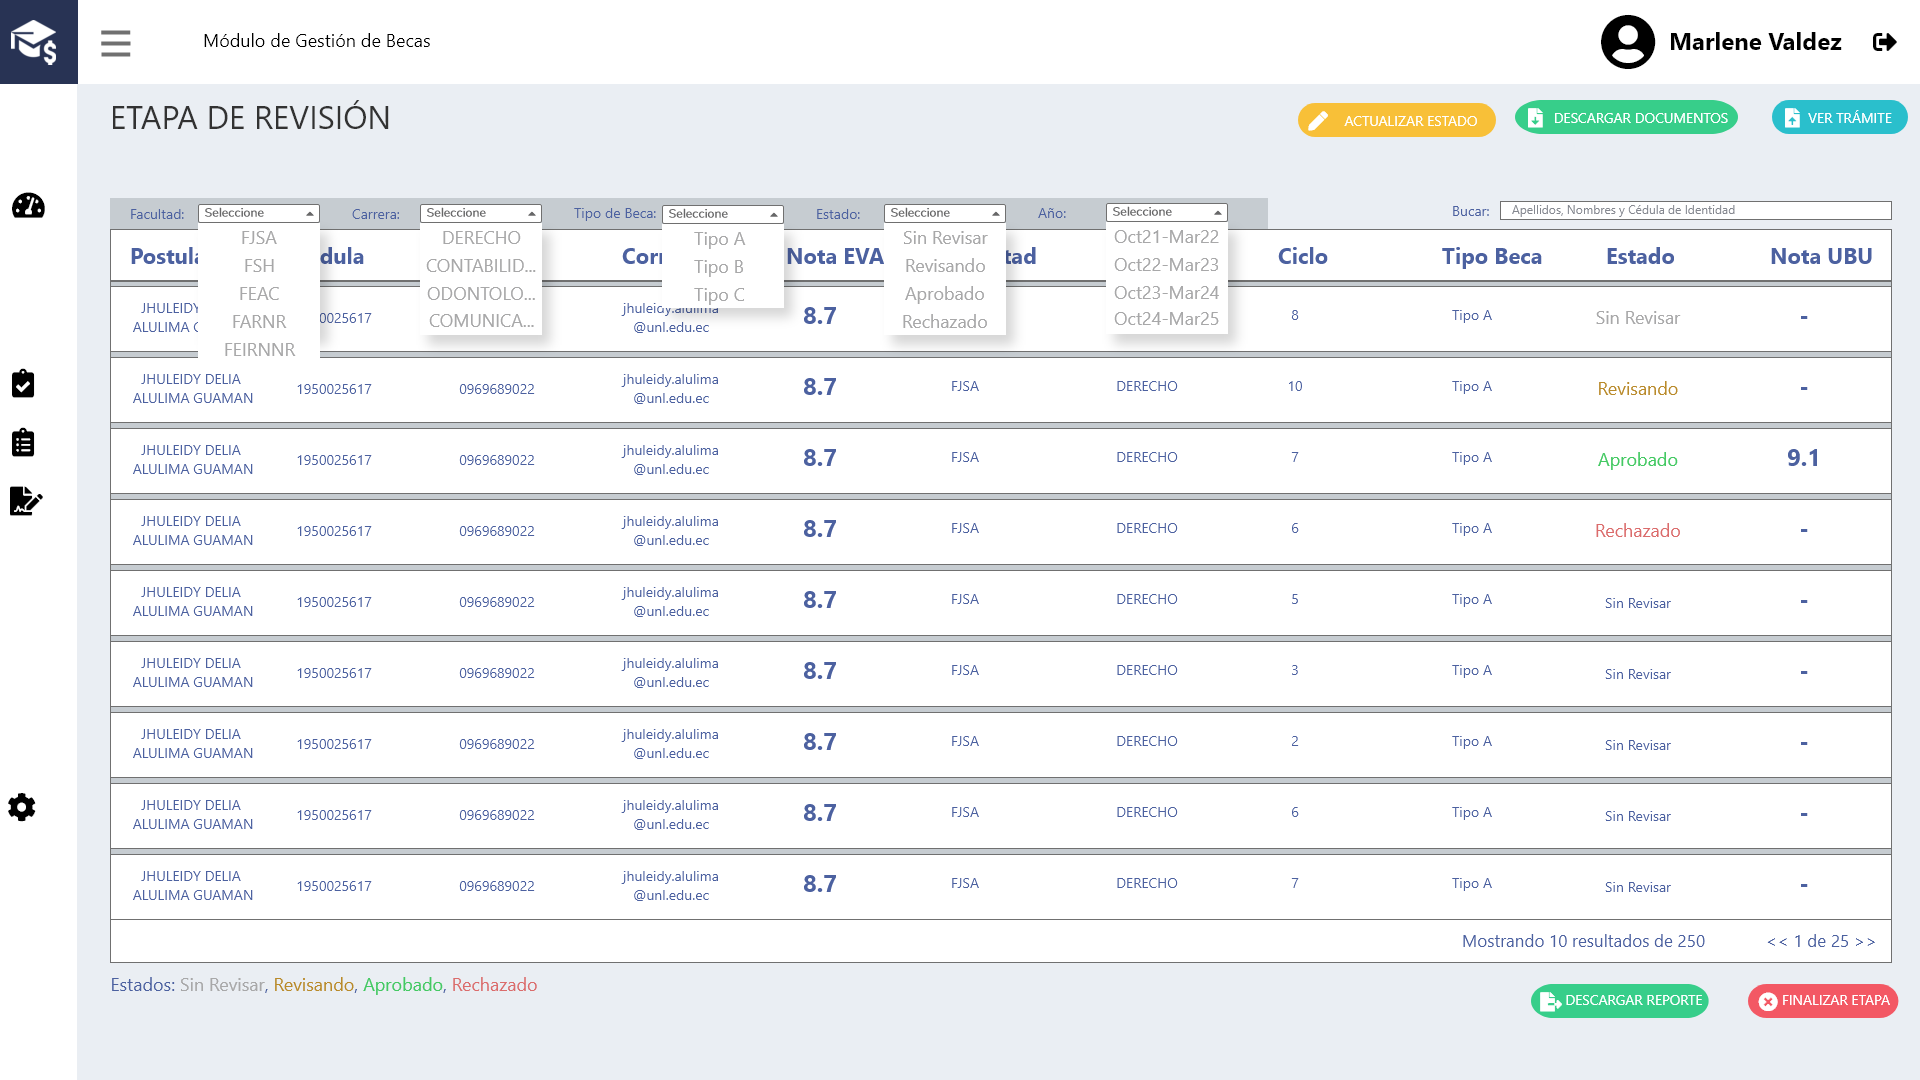 Módulo de Gestión de Becas
Marlene Valdez
ETAPA DE REVISIÓN
ACTUALIZAR ESTADO
DESCARGAR DOCUMENTOS
VER TRÁMITE
Facultad: Seleccione Carrera: Seleccione Tipo de Beca: Seleccione Estado: Seleccione Año: Seleccione Bucar: Apellidos, Nombres y Cédula de Identidad
FJSA
FSH
FEAC
FARNR
FEIRNNR
DERECHO
CONTABILID...
ODONTOLO...
COMUNICA...
Tipo A
Tipo B
Tipo C
Sin Revisar
Revisando
Aprobado
Rechazado
Oct21-Mar22
Oct22-Mar23
Oct23-Mar24
Oct24-Mar25
Postula dula Corr Nota EVA tad Ciclo Tipo Beca Estado Nota UBU
JHULEIDY
ALULIMA 0025617 jhuleidy.alulima
@unl.edu.ec 8.7 8 Tipo A Sin Revisar -
JHULEIDY DELIA
ALULIMA GUAMAN 1950025617 0969689022 jhuleidy.alulima
@unl.edu.ec 8.7 FJSA DERECHO 10 Tipo A Revisando -
JHULEIDY DELIA
ALULIMA GUAMAN 1950025617 0969689022 jhuleidy.alulima
@unl.edu.ec 8.7 FJSA DERECHO 7 Tipo A Aprobado 9.1
JHULEIDY DELIA
ALULIMA GUAMAN 1950025617 0969689022 jhuleidy.alulima
@unl.edu.ec 8.7 FJSA DERECHO 6 Tipo A Rechazado -
JHULEIDY DELIA
ALULIMA GUAMAN 1950025617 0969689022 jhuleidy.alulima
@unl.edu.ec 8.7 FJSA DERECHO 5 Tipo A Sin Revisar -
JHULEIDY DELIA
ALULIMA GUAMAN 1950025617 0969689022 jhuleidy.alulima
@unl.edu.ec 8.7 FJSA DERECHO 3 Tipo A Sin Revisar -
JHULEIDY DELIA
ALULIMA GUAMAN 1950025617 0969689022 jhuleidy.alulima
@unl.edu.ec 8.7 FJSA DERECHO 2 Tipo A Sin Revisar -
JHULEIDY DELIA
ALULIMA GUAMAN 1950025617 0969689022 jhuleidy.alulima
@unl.edu.ec 8.7 FJSA DERECHO 6 Tipo A Sin Revisar -
JHULEIDY DELIA
ALULIMA GUAMAN 1950025617 0969689022 jhuleidy.alulima
@unl.edu.ec 8.7 FJSA DERECHO 7 Tipo A Sin Revisar -
Mostrando 10 resultados de 250 << 1 de 25 >>
Estados: Sin Revisar, Revisando, Aprobado, Rechazado
DESCARGAR REPORTE
FINALIZAR ETAPA